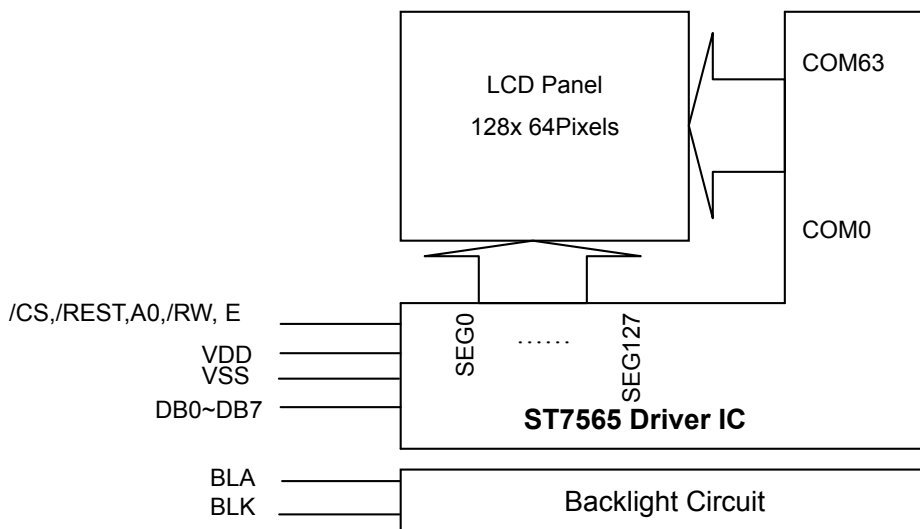 LCD Panel
128x 64Pixels
COM63
COM0
/CS,/REST,A0,/RW, E
VDD
VSS
DB0~DB7
SEG0
......
SEG127
ST7565 Driver IC
BLA
BLK
Backlight Circuit